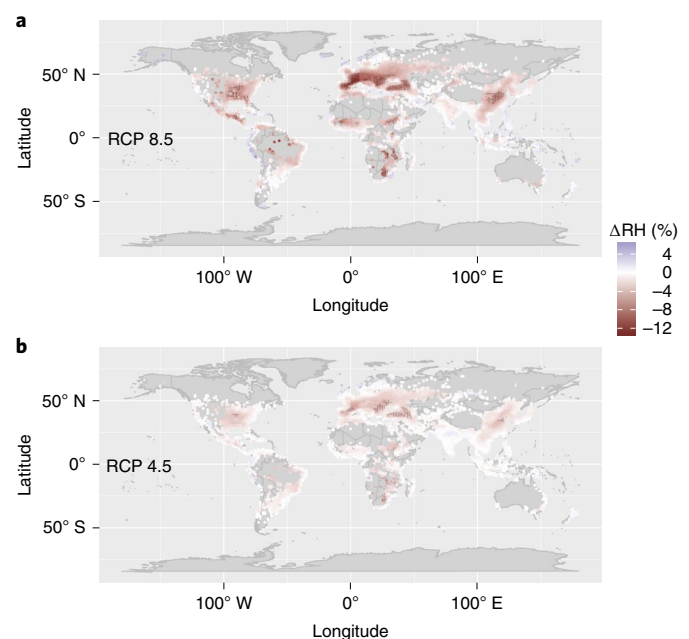 a
50° N
0°
50° S
Latitude
RCP 8.5
100° W 0° 100° E
Longitude
ΔRH (%)
4
0
−4
−8
−12
b
50° N
0°
50° S
Latitude
RCP 4.5
100° W 0° 100° E
Longitude